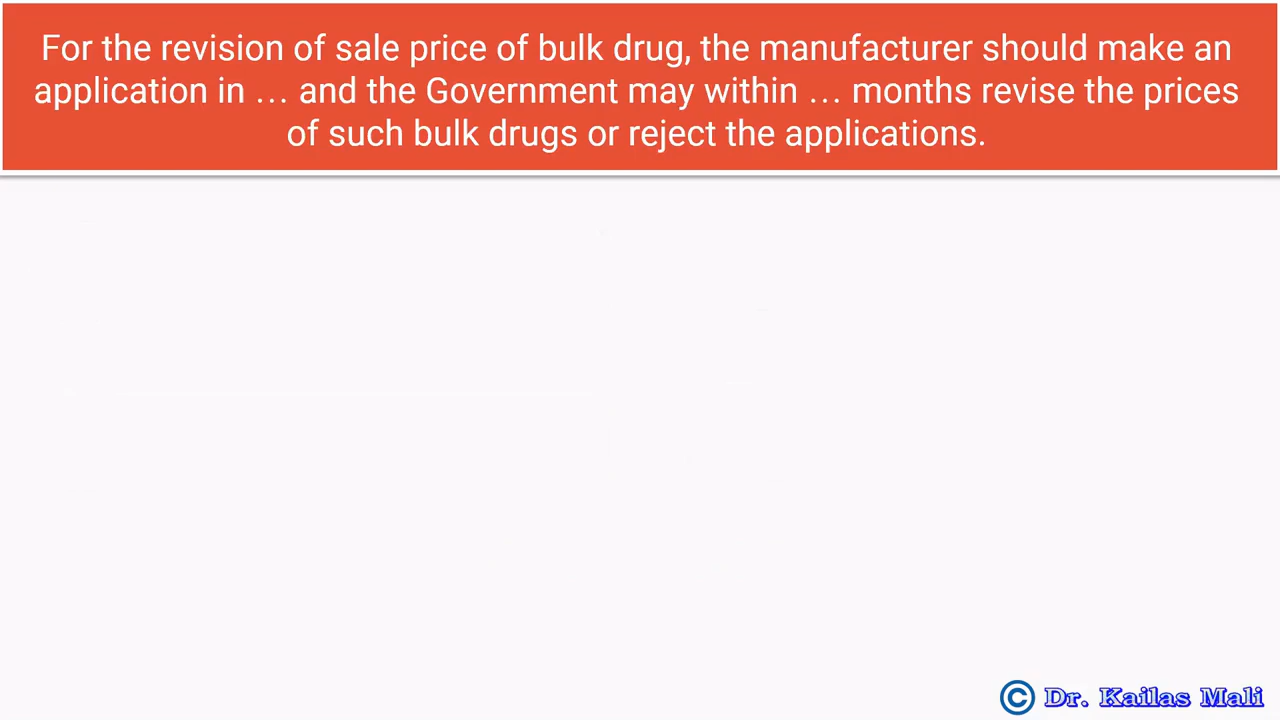 For the revision of sale price of bulk drug, the manufacturer should make an
application in … and the Government may within … months revise the prices
of such bulk drugs or reject the applications.
© Dr. Kailas Mali